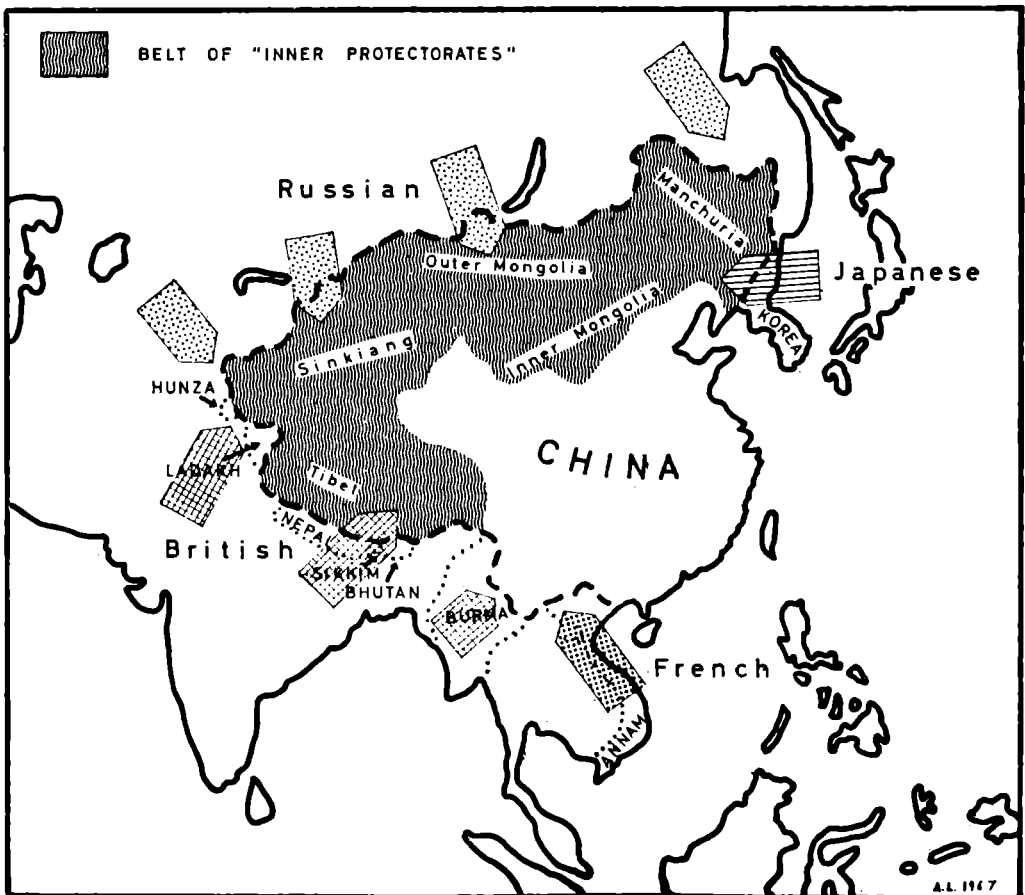 BELT OF "INNER PROTECTORATES"
Russian
Manchuria
Outer Mongolia
Japanese
Inner Mongolia
KOREA
Sinkiang
HUNZA
CHINA
LADAKH
Tibet
NEPAL
British
SIKKIM
BHUTAN
BURMA
French
ANNAM
A.L. 1967